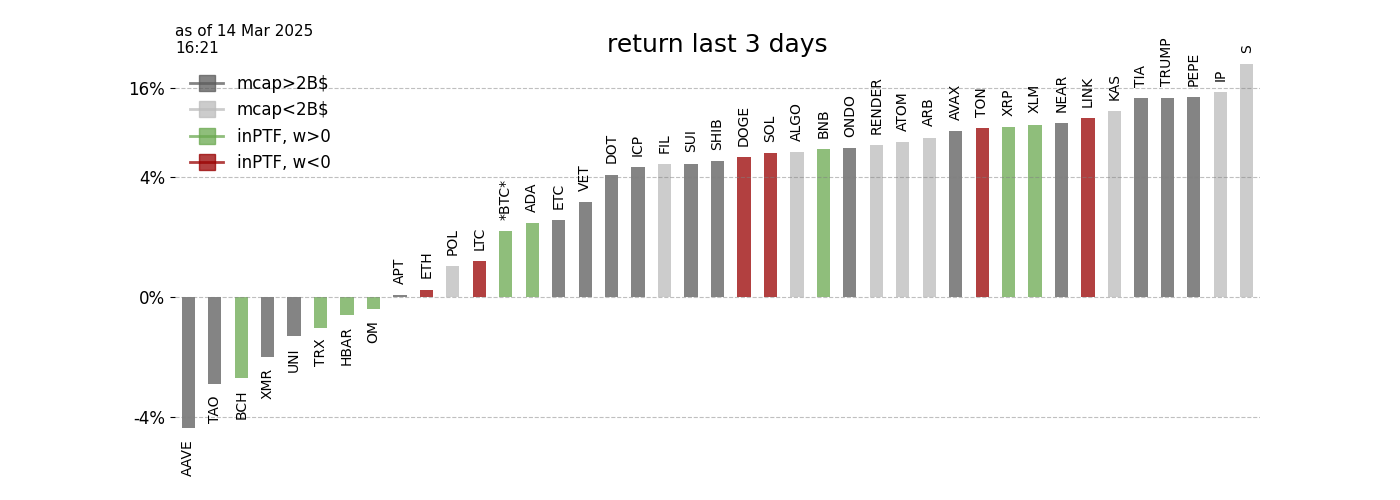 as of 14 Mar 2025
16:21
return last 3 days
mcap>2B$
mcap<2B$
inPTF, w>0
inPTF, w<0
16%
4%
0%
-4%
AAVE
TAO
BCH
XMR
UNI
TRX
HBAR
OM
APT
ETH
POL
LTC
*BTC*
ADA
ETC
VET
DOT
ICP
FIL
SUI
SHIB
DOGE
SOL
ALGO
BNB
ONDO
RENDER
ATOM
ARB
AVAX
TON
XRP
XLM
NEAR
LINK
KAS
TIA
TRUMP
PEPE
IP
S